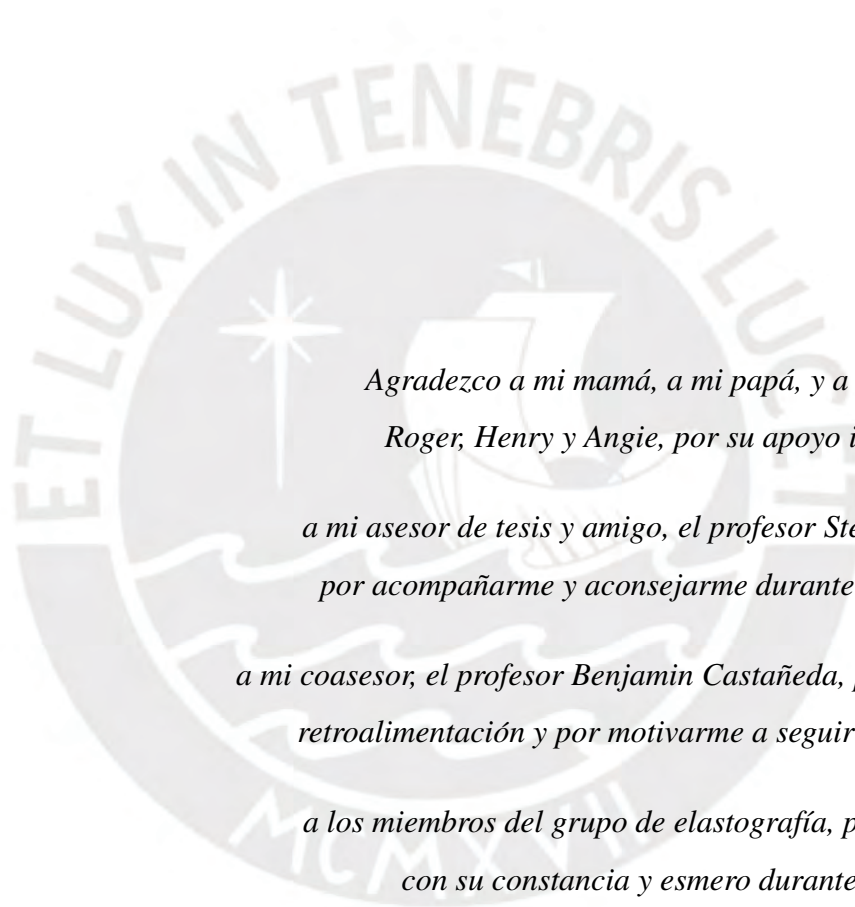 ET LUX IN TENEBRIS LUCET
Agradezco a mi mamá, a mi papá, y a
Roger, Henry y Angie, por su apoyo
a mi asesor de tesis y amigo, el profesor
por acompañarme y aconsejarme durante
a mi coasesor, el profesor Benjamin Castañeda,
retroalimentación y por motivarme a seguir
a los miembros del grupo de elastografía,
con su constancia y esmero durante
MCMXVII